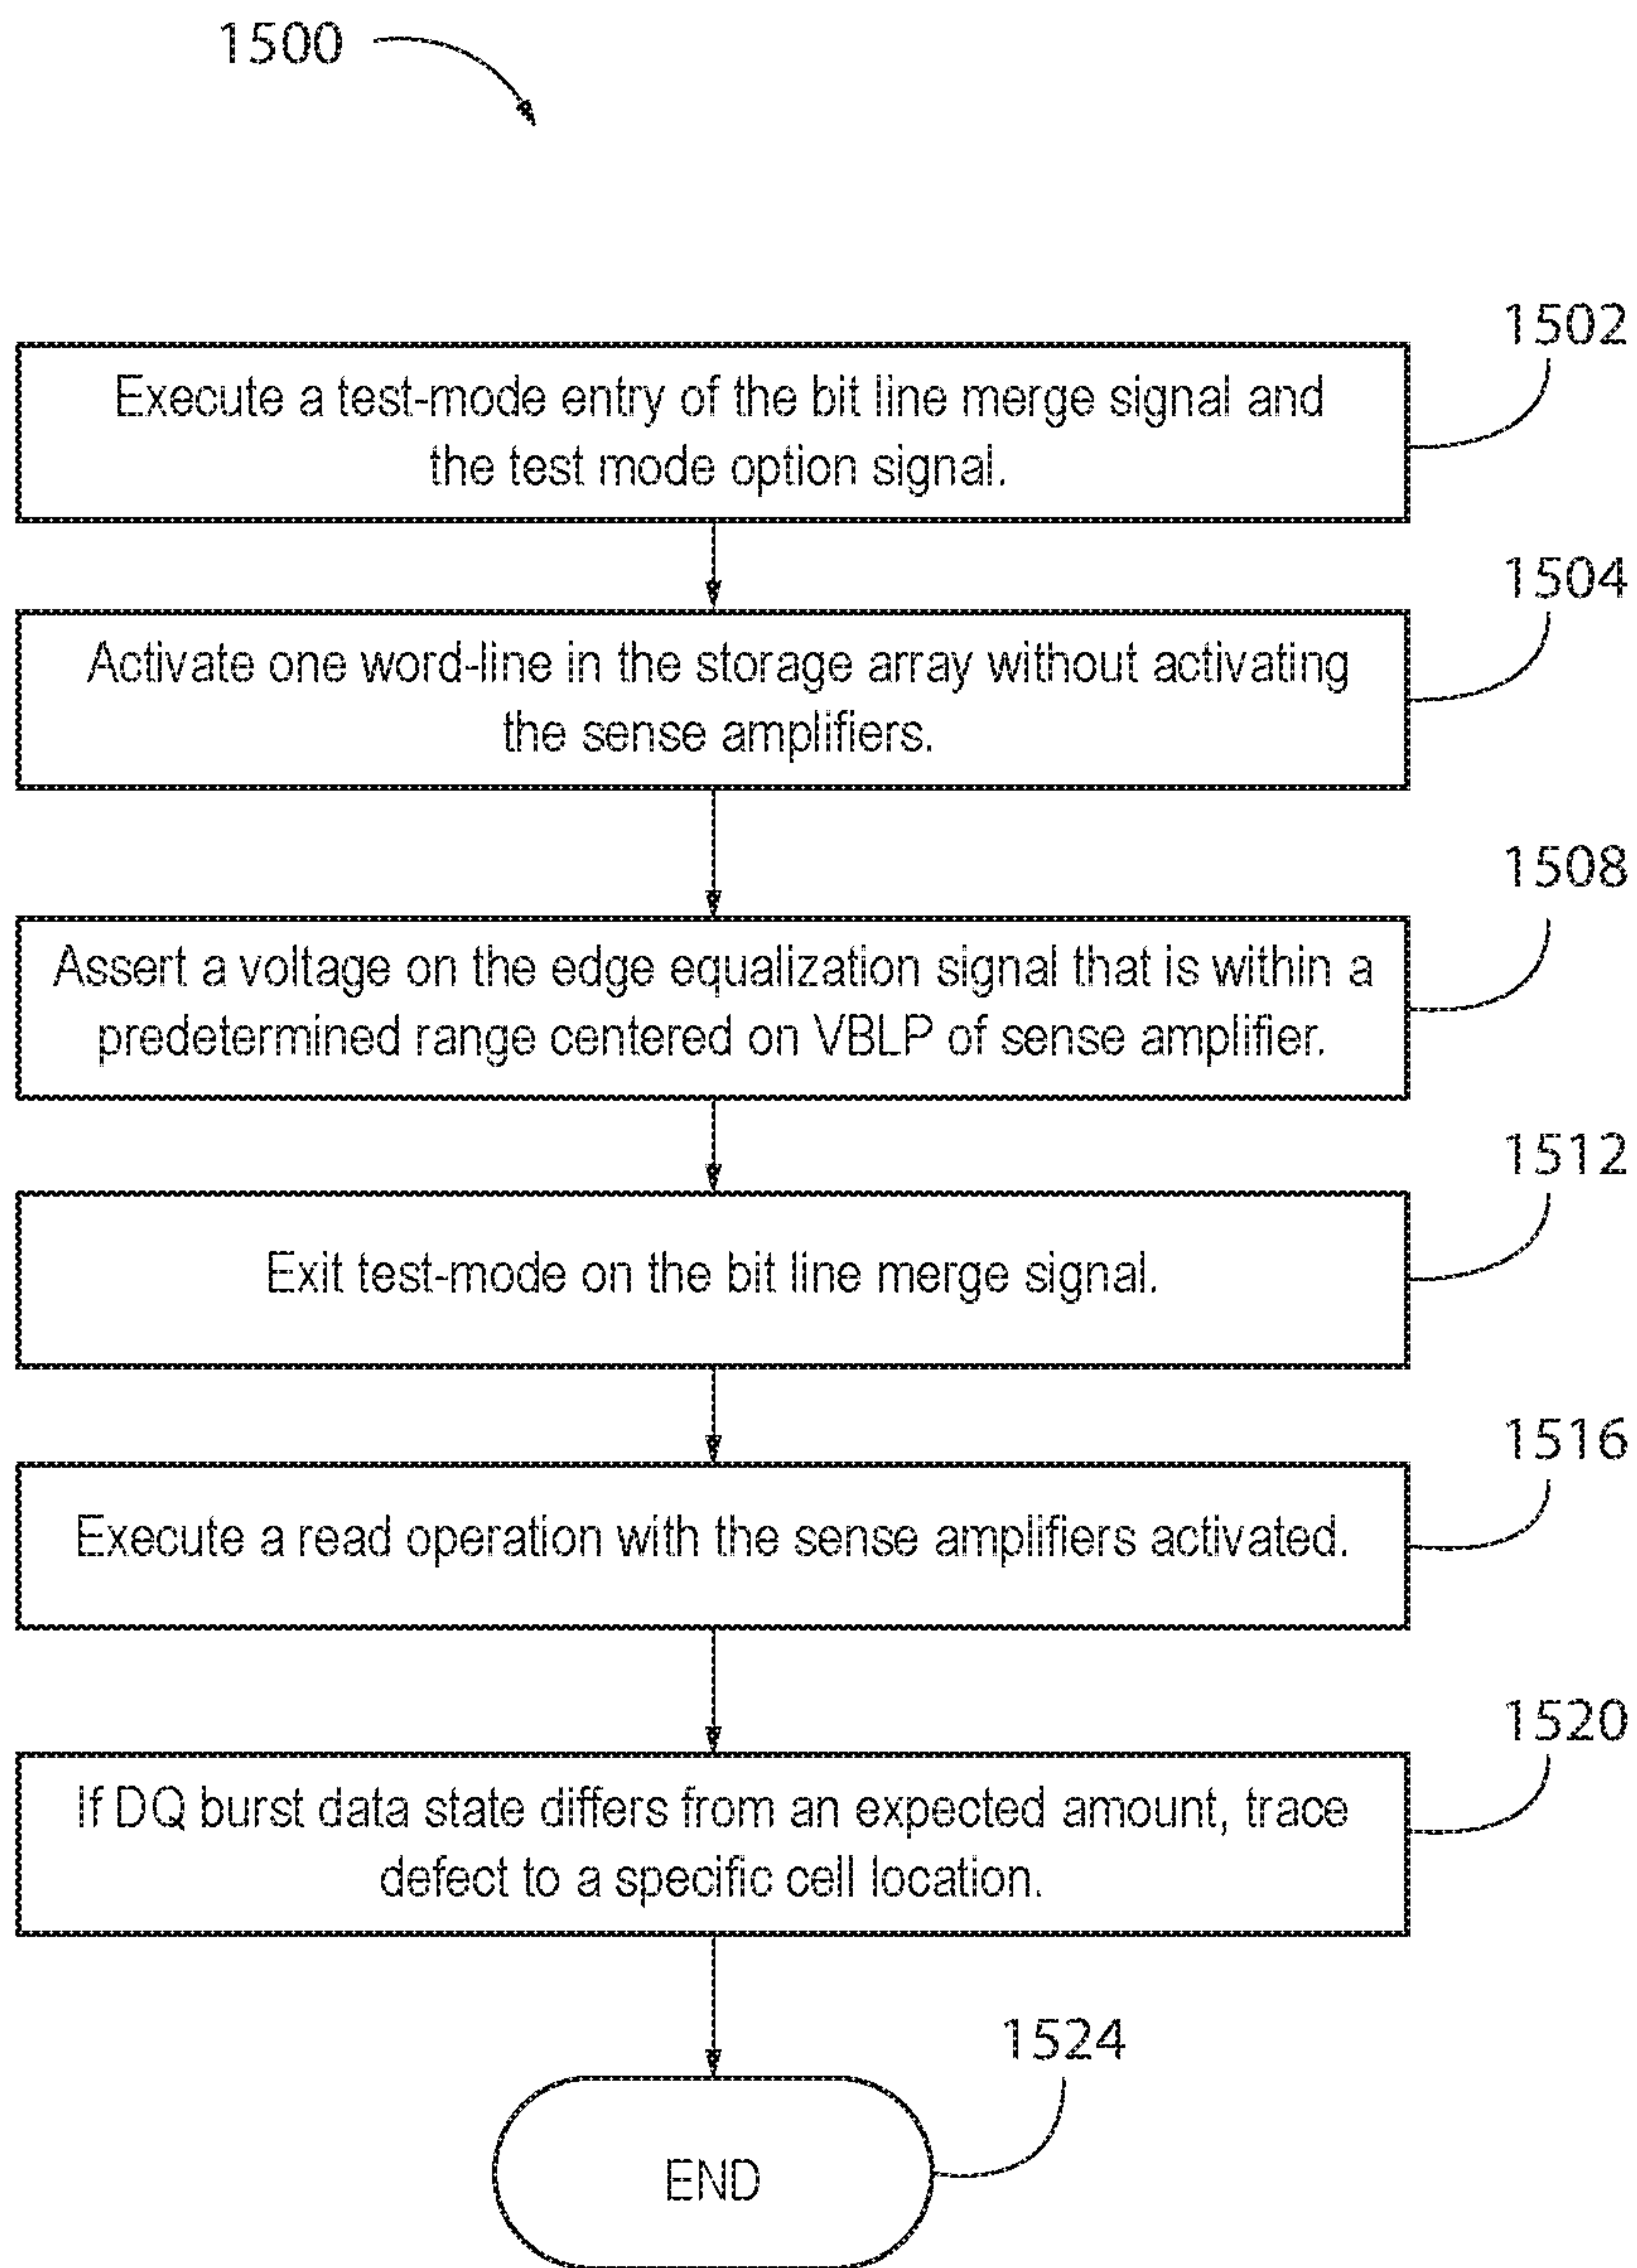 1500
1502
Execute a test-mode entry of the bit line merge signal and
the test mode option signal.
1504
Activate one word-line in the storage array without activating
the sense amplifiers.
1508
Assert a voltage on the edge equalization signal that is within a
predetermined range centered on VBLP of sense amplifier.
1512
Exit test-mode on the bit line merge signal.
1516
Execute a read operation with the sense amplifiers activated.
1520
If DQ burst data state differs from an expected amount, trace
defect to a specific cell location.
1524
END